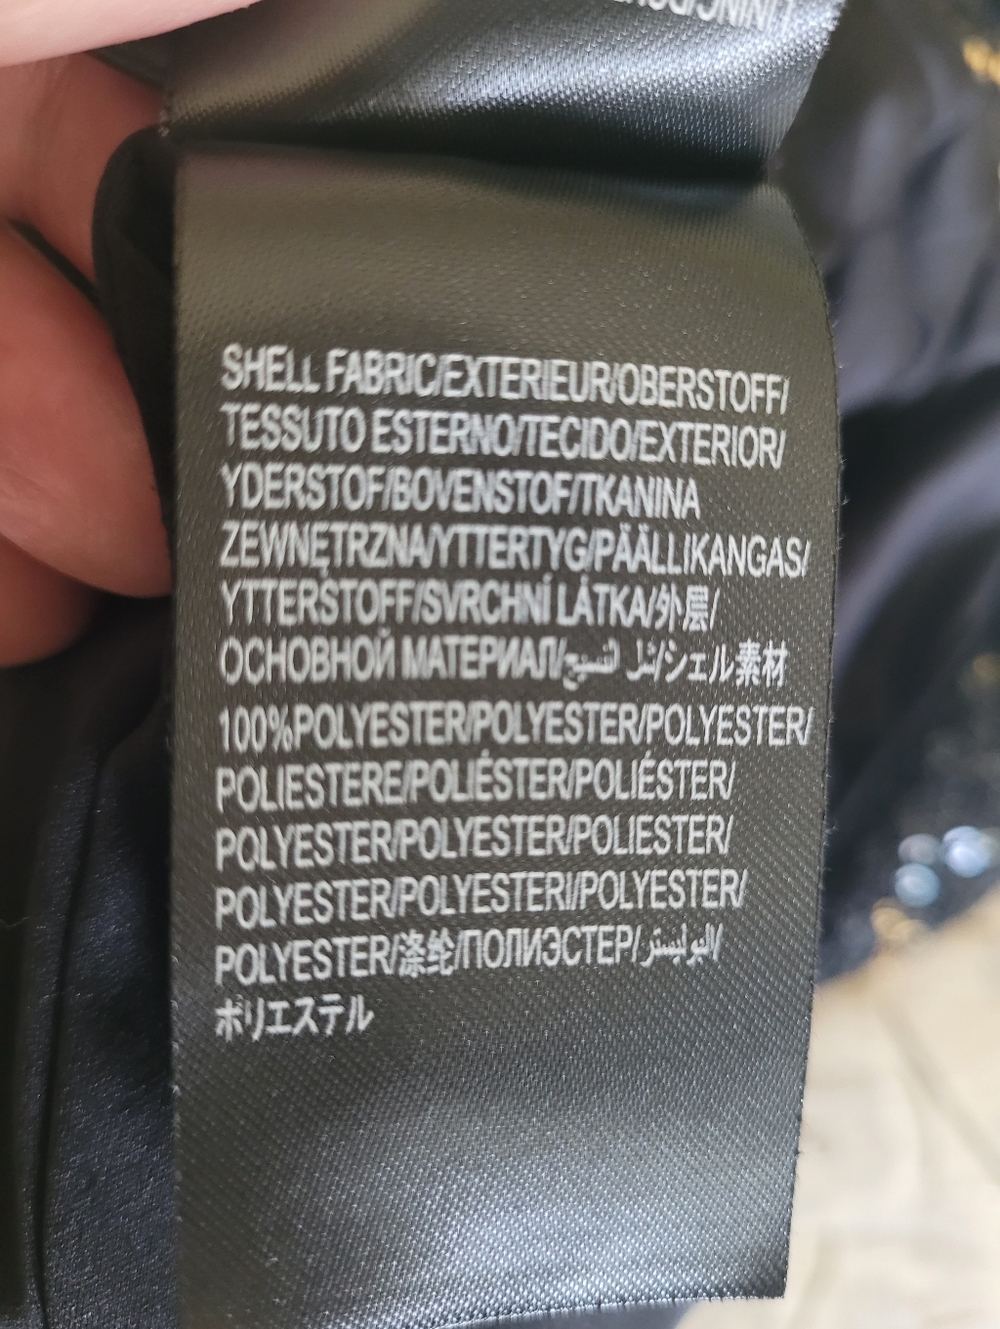 SHELL FABRIC/EXTERIEUR/OBERSTOFF/
TESSUTO ESTERNO/TECIDO/EXTERIOR/
YDERSTOF/BOVENSTOF/TKANINA
ZEWNĘTRZNA/YTTERTYG/PÄÄLLIKANGAS/
YTTERSTOFF/SVRCHNÍ LÁTKA/外层/
ОСНОВНОЙ МАТЕРИАЛ/シェル素材
100%POLYESTER/POLYESTER/POLYESTER/
POLIESTERE/POLIÉSTER/POLIÉSTER/
POLYESTER/POLYESTER/POLIESTER/
POLYESTER/POLYESTERI/POLYESTER/
POLYESTER/涤纶/ПОЛИЭСТЕР/البوليستر/
ポリエステル